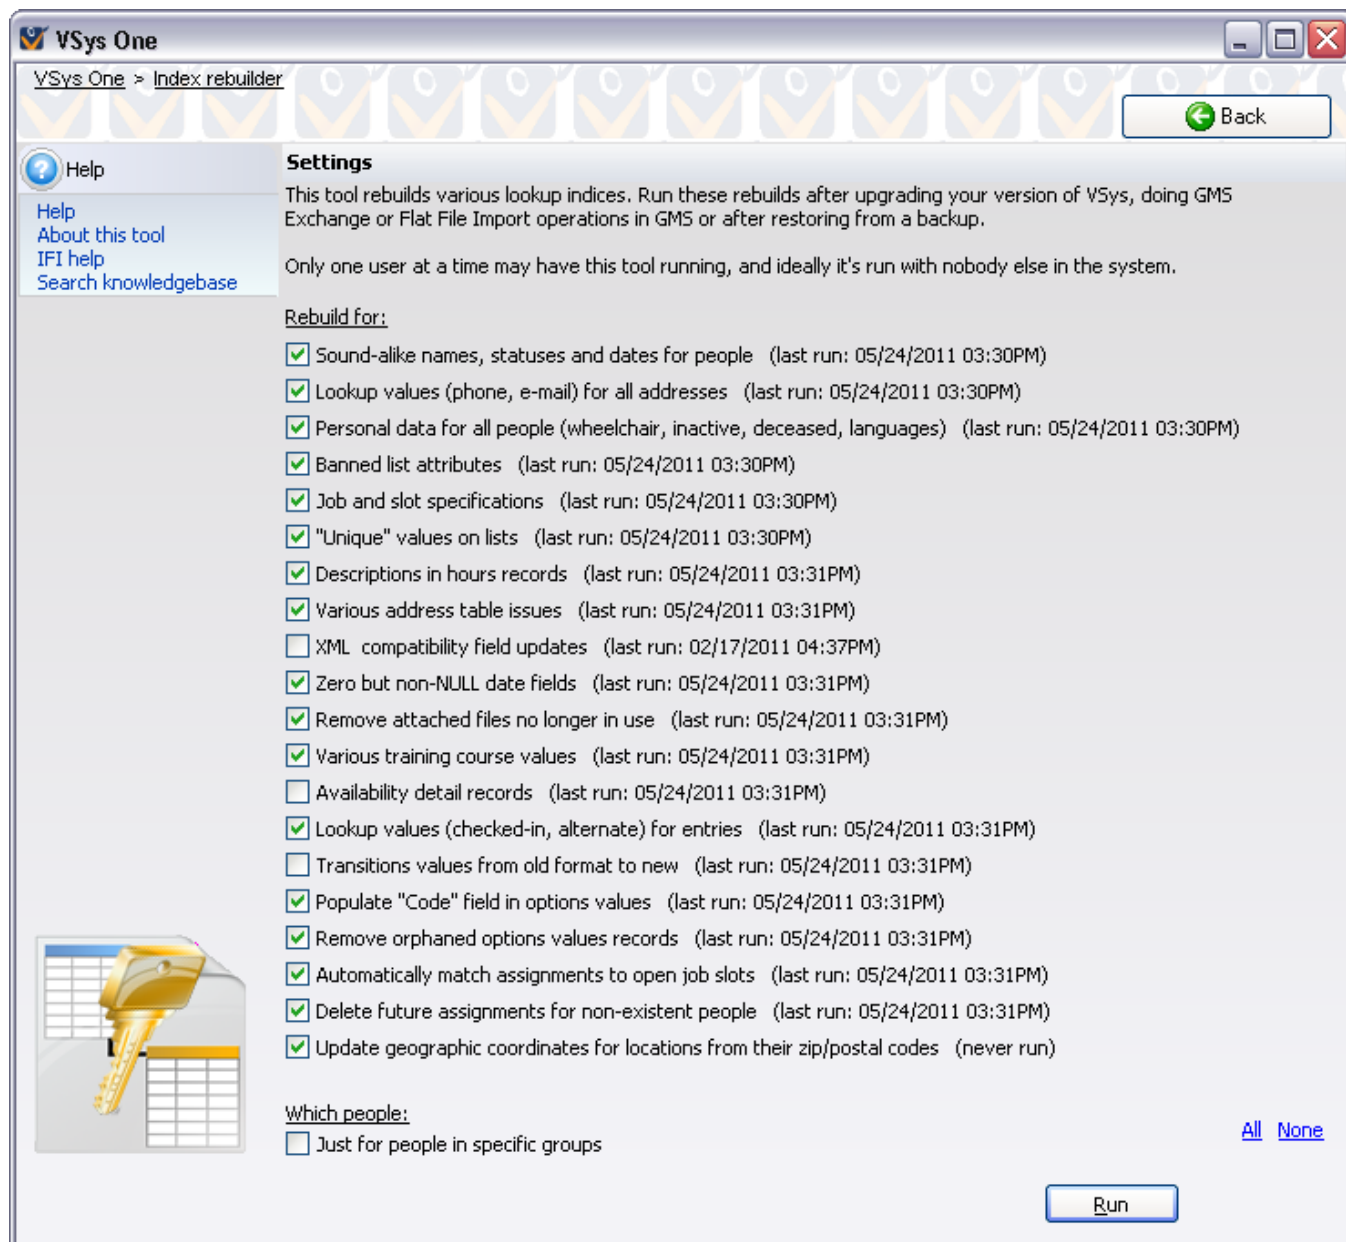 VSys One
VSys One > Index rebuilder
Back
Help
Help
About this tool
IFI help
Search knowledgebase
Settings
This tool rebuilds various lookup indices. Run these rebuilds after upgrading your version of VSys, doing GMS
Exchange or Flat File Import operations in GMS or after restoring from a backup.
Only one user at a time may have this tool running, and ideally it's run with nobody else in the system.
Rebuild for:
Sound-alike names, statuses and dates for people (last run: 05/24/2011 03:30PM)
Lookup values (phone, e-mail) for all addresses (last run: 05/24/2011 03:30PM)
Personal data for all people (wheelchair, inactive, deceased, languages) (last run: 05/24/2011 03:30PM)
Banned list attributes (last run: 05/24/2011 03:30PM)
Job and slot specifications (last run: 05/24/2011 03:30PM)
"Unique" values on lists (last run: 05/24/2011 03:30PM)
Descriptions in hours records (last run: 05/24/2011 03:31PM)
Various address table issues (last run: 05/24/2011 03:31PM)
XML compatibility field updates (last run: 02/17/2011 04:37PM)
Zero but non-NULL date fields (last run: 05/24/2011 03:31PM)
Remove attached files no longer in use (last run: 05/24/2011 03:31PM)
Various training course values (last run: 05/24/2011 03:31PM)
Availability detail records (last run: 05/24/2011 03:31PM)
Lookup values (checked-in, alternate) for entries (last run: 05/24/2011 03:31PM)
Transitions values from old format to new (last run: 05/24/2011 03:31PM)
Populate "Code" field in options values (last run: 05/24/2011 03:31PM)
Remove orphaned options values records (last run: 05/24/2011 03:31PM)
Automatically match assignments to open job slots (last run: 05/24/2011 03:31PM)
Delete future assignments for non-existent people (last run: 05/24/2011 03:31PM)
Update geographic coordinates for locations from their zip/postal codes (never run)
Which people:
Just for people in specific groups
All None
Run